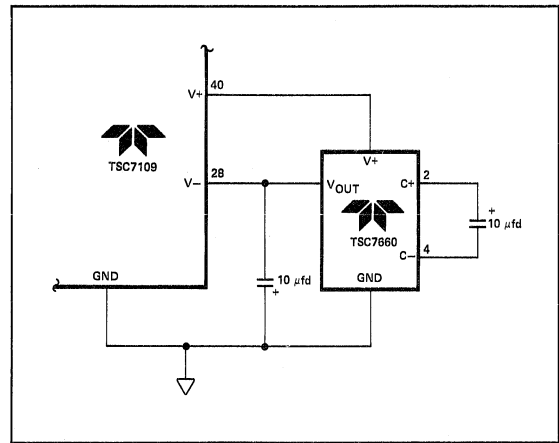 40
V+
TSC7109
V+
28
V−
VOUT
C+
2
+
10 µfd
TSC7660
C−
4
GND
10 µfd
+
GND